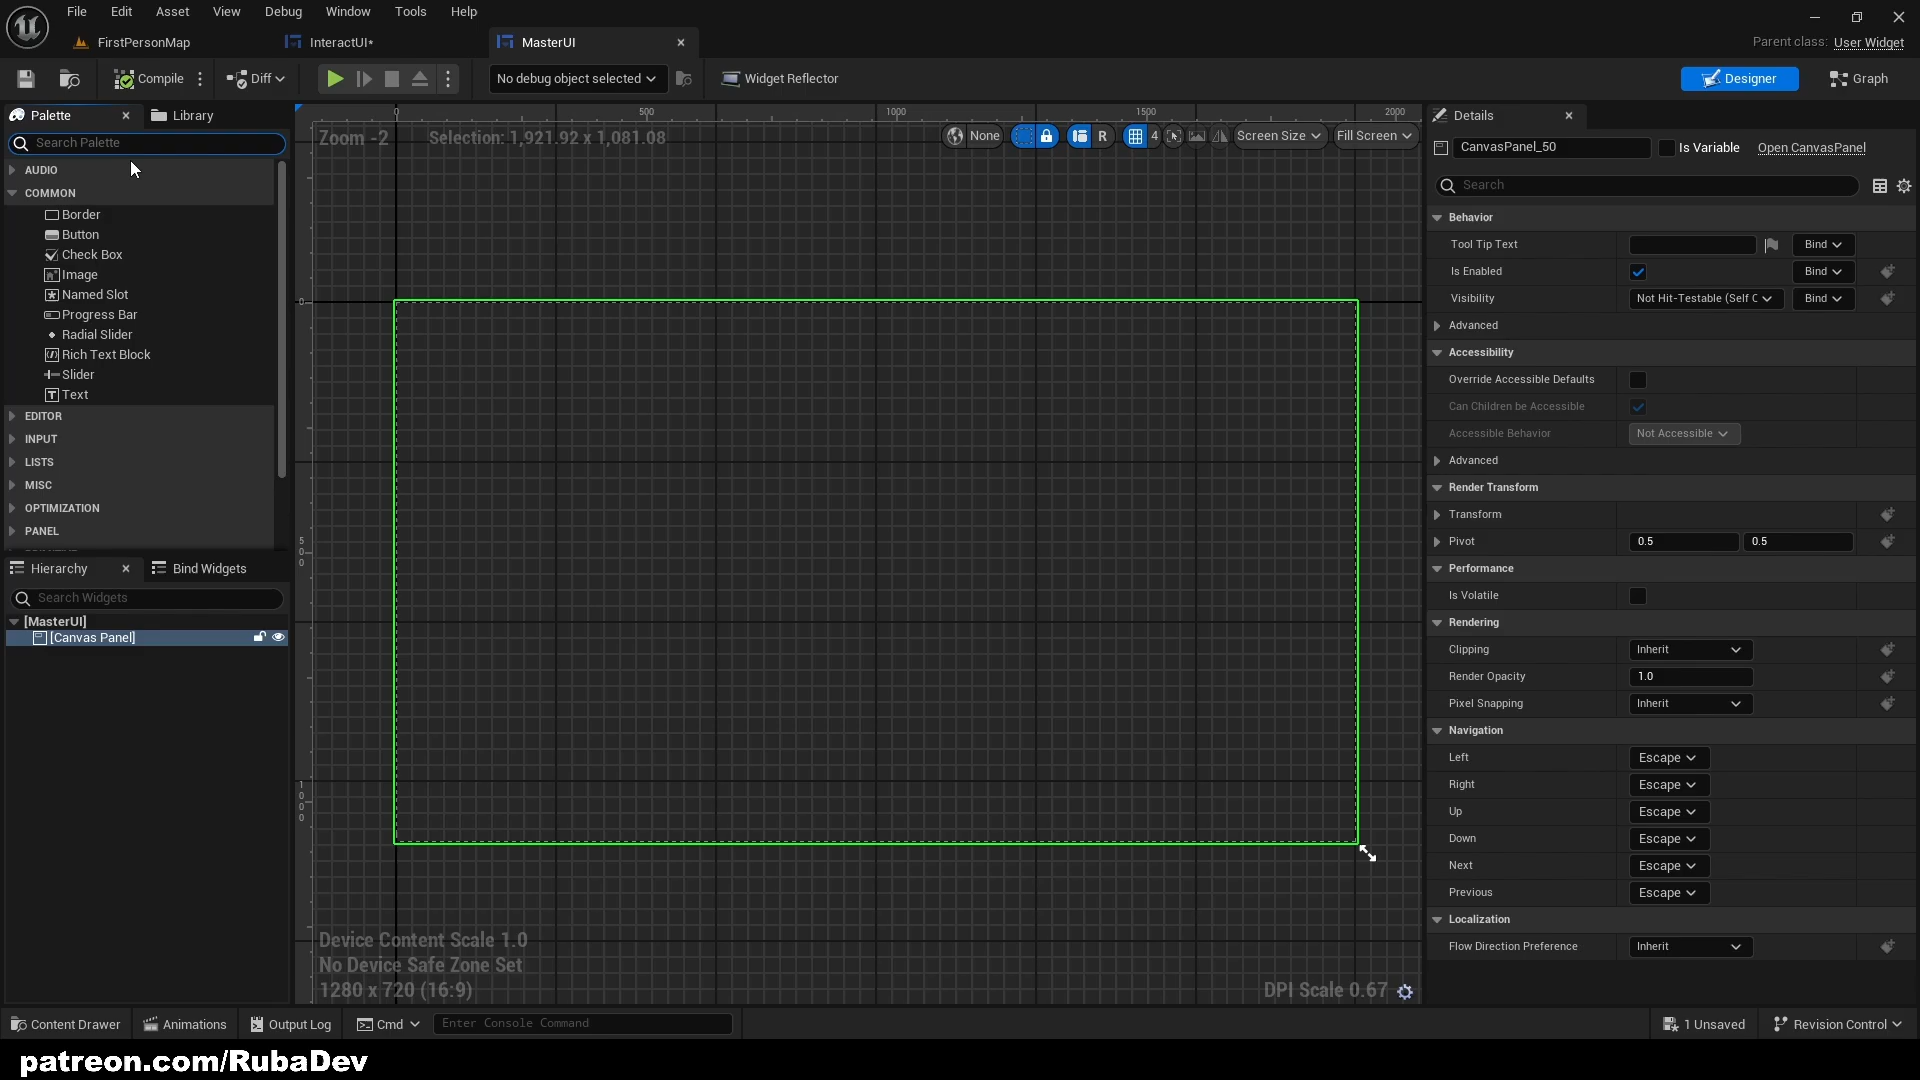 File Edit Asset View Debug Window Tools Help
FirstPersonMap InteractUI* MasterUI
Parent class: User Widget
Compile Diff No debug object selected Widget Reflector Designer Graph
Palette Library
Search Palette
AUDIO
COMMON
Border
Button
Check Box
Image
Named Slot
Progress Bar
Radial Slider
Rich Text Block
Slider
Text
EDITOR
INPUT
LISTS
MISC
OPTIMIZATION
PANEL
Hierarchy Bind Widgets
Search Widgets
[MasterUI]
[Canvas Panel]
0 500 1000 1500 2000
Zoom -2 Selection: 1,921.92 x 1,081.08 None R 4 Screen Size Fill Screen
0
500
1000
Device Content Scale 1.0
No Device Safe Zone Set
1280 x 720 (16:9)
DPI Scale 0.67
Details
CanvasPanel_50 Is Variable Open CanvasPanel
Search
Behavior
Tool Tip Text Bind
Is Enabled Bind
Visibility Not Hit-Testable (Self C Bind
Advanced
Accessibility
Override Accessible Defaults
Can Children be Accessible
Accessible Behavior Not Accessible
Advanced
Render Transform
Transform
Pivot 0.5 0.5
Performance
Is Volatile
Rendering
Clipping Inherit
Render Opacity 1.0
Pixel Snapping Inherit
Navigation
Left Escape
Right Escape
Up Escape
Down Escape
Next Escape
Previous Escape
Localization
Flow Direction Preference Inherit
Content Drawer Animations Output Log Cmd Enter Console Command 1 Unsaved Revision Control
patreon.com/RubaDev